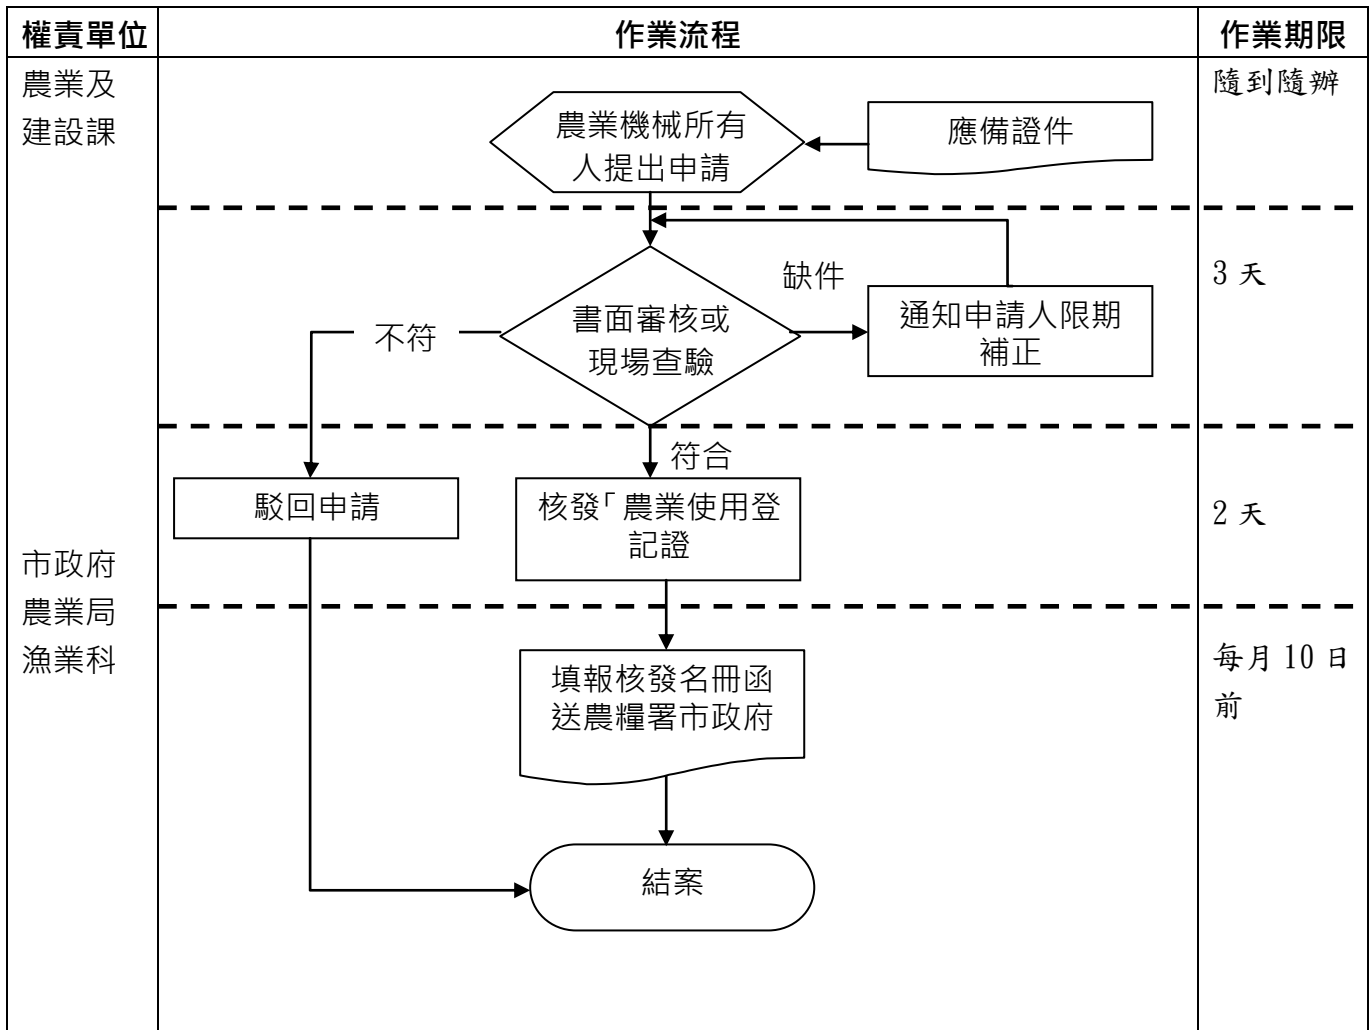 權責單位
作業流程
作業期限
農業及
建設課
農業機械所有
人提出申請
應備證件
隨到隨辦
書面審核或
現場查驗
缺件
通知申請人限期
補正
不符
3 天
符合
駁回申請
核發「農業使用登
記證
2 天
市政府
農業局
漁業科
填報核發名冊函
送農糧署市政府
每月 10 日
前
結案